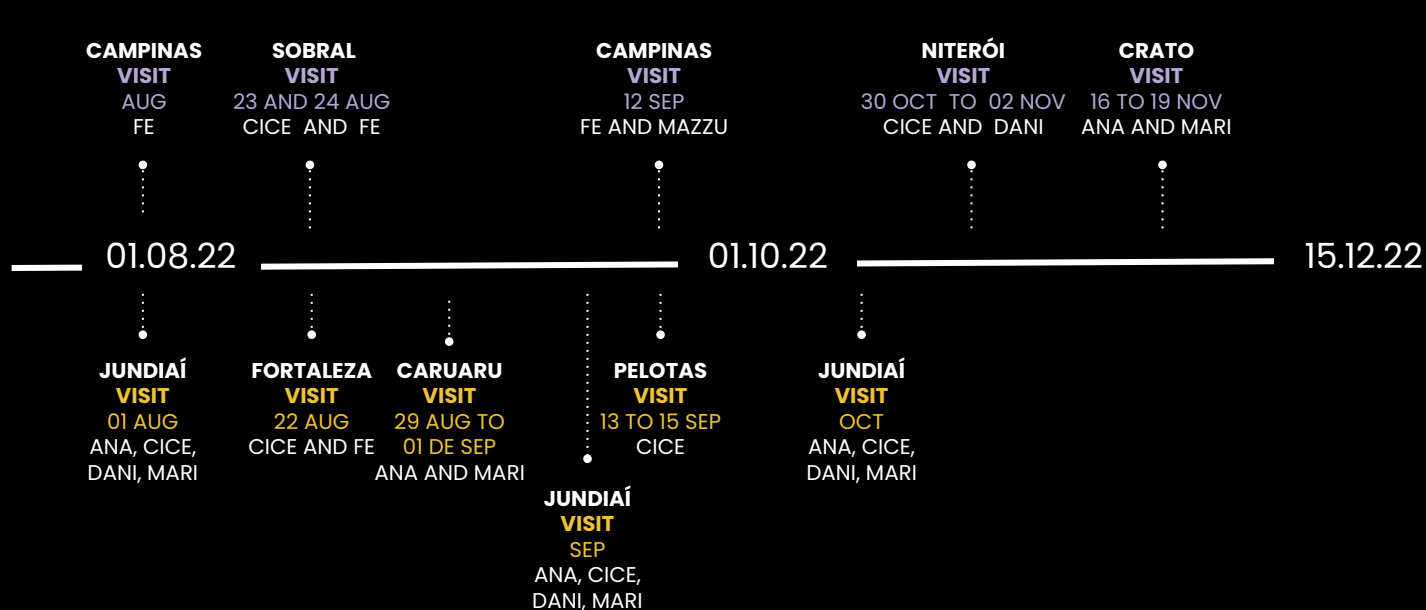 CAMPINAS
VISIT
AUG
FE
SOBRAL
VISIT
23 AND 24 AUG
CICE AND FE
CAMPINAS
VISIT
12 SEP
FE AND MAZZU
NITERÓI
VISIT
30 OCT TO 02 NOV
CICE AND DANI
CRATO
VISIT
16 TO 19 NOV
ANA AND MARI
01.08.22
01.10.22
15.12.22
JUNDIAÍ
VISIT
01 AUG
ANA, CICE,
DANI, MARI
FORTALEZA
VISIT
22 AUG
CICE AND FE
CARUARU
VISIT
29 AUG TO
01 DE SEP
ANA AND MARI
JUNDIAÍ
VISIT
SEP
ANA, CICE,
DANI, MARI
PELOTAS
VISIT
13 TO 15 SEP
CICE
JUNDIAÍ
VISIT
OCT
ANA, CICE,
DANI, MARI